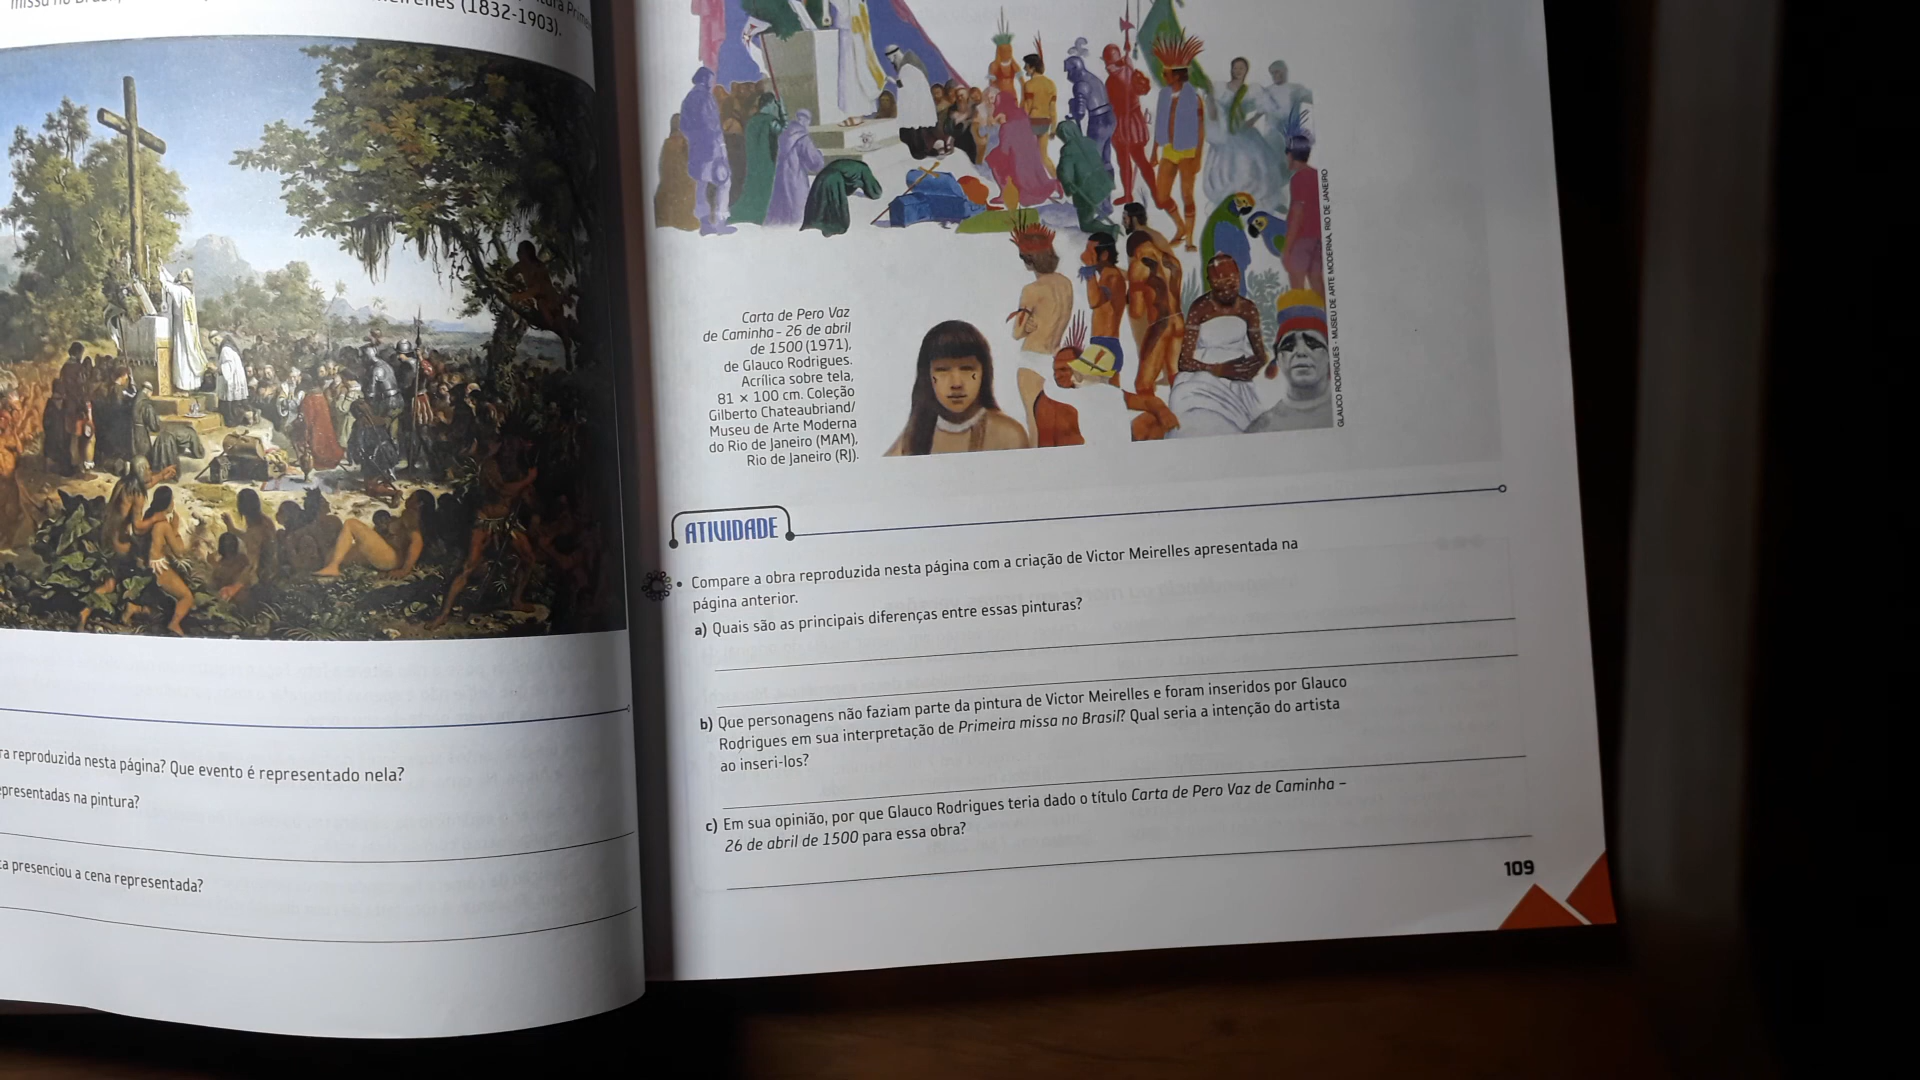 missa no
(1832-1903).
ra reproduzida nesta página? Que evento é representado nela?
epresentadas na pintura?
ta presenciou a cena representada?
Carta de Pero Vaz
de Caminha - 26 de abril
de 1500 (1971),
de Glauco Rodrigues.
Acrílica sobre tela,
81 × 100 cm. Coleção
Gilberto Chateaubriand/
Museu de Arte Moderna
do Rio de Janeiro (MAM),
Rio de Janeiro (RJ).
GLAUCO RODRIGUES - MUSEU DE ARTE MODERNA, RIO DE JANEIRO
ATIVIDADE
• Compare a obra reproduzida nesta página com a criação de Victor Meirelles apresentada na
página anterior.
a) Quais são as principais diferenças entre essas pinturas?
b) Que personagens não faziam parte da pintura de Victor Meirelles e foram inseridos por Glauco
Rodrigues em sua interpretação de Primeira missa no Brasil? Qual seria a intenção do artista
ao inseri-los?
c) Em sua opinião, por que Glauco Rodrigues teria dado o título Carta de Pero Vaz de Caminha –
26 de abril de 1500 para essa obra?
109